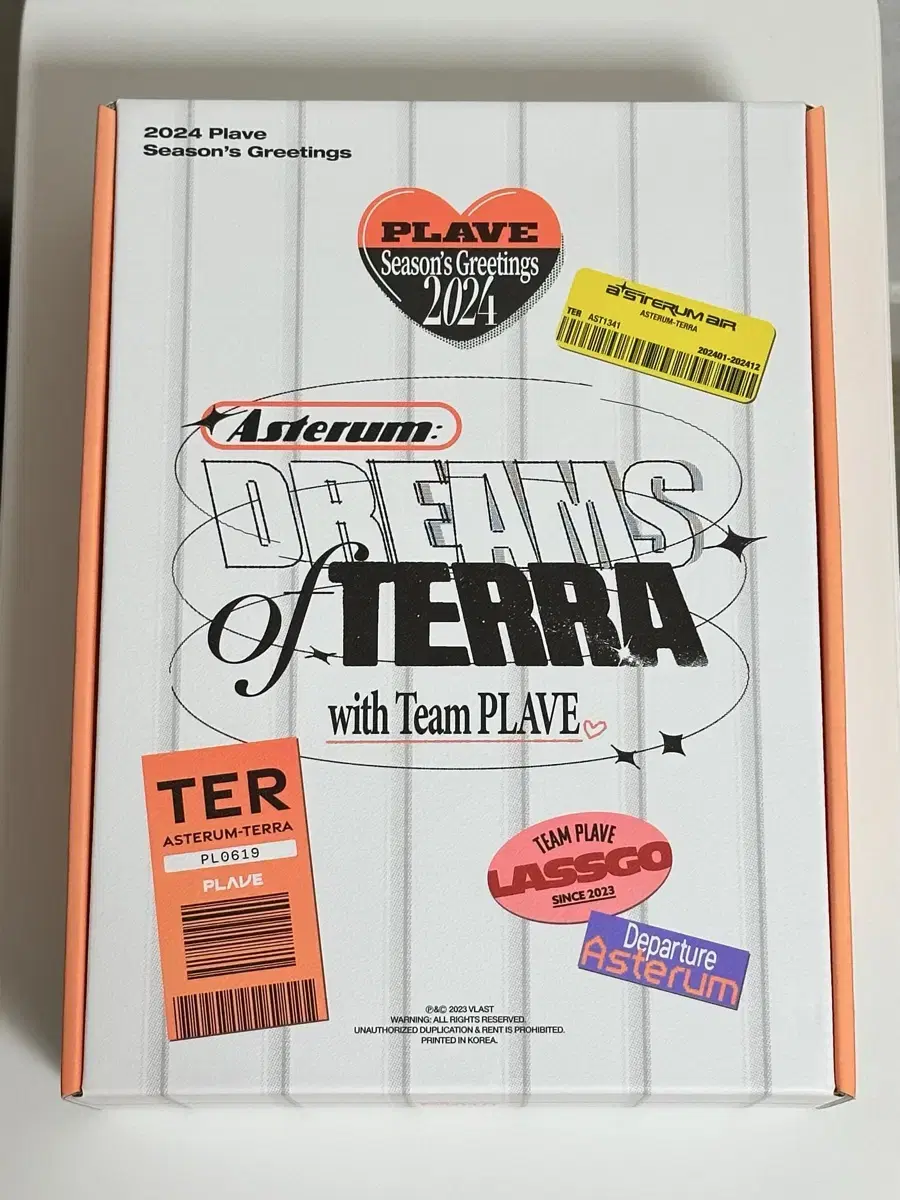 2024 Plave
Season's Greetings
PLAVE
Season's Greetings
2024
asterum air
ASTERUM-TERRA
TER AST1341
202401-202412
Asterum:
DREAMS
of TERRA
with Team PLAVE
TER
ASTERUM-TERRA
PL0619
PLAVE
TEAM PLAVE
LASSGO
SINCE 2023
Departure
Asterum
℗&© 2023 VLAST
WARNING: ALL RIGHTS RESERVED.
UNAUTHORIZED DUPLICATION & RENT IS PROHIBITED.
PRINTED IN KOREA.